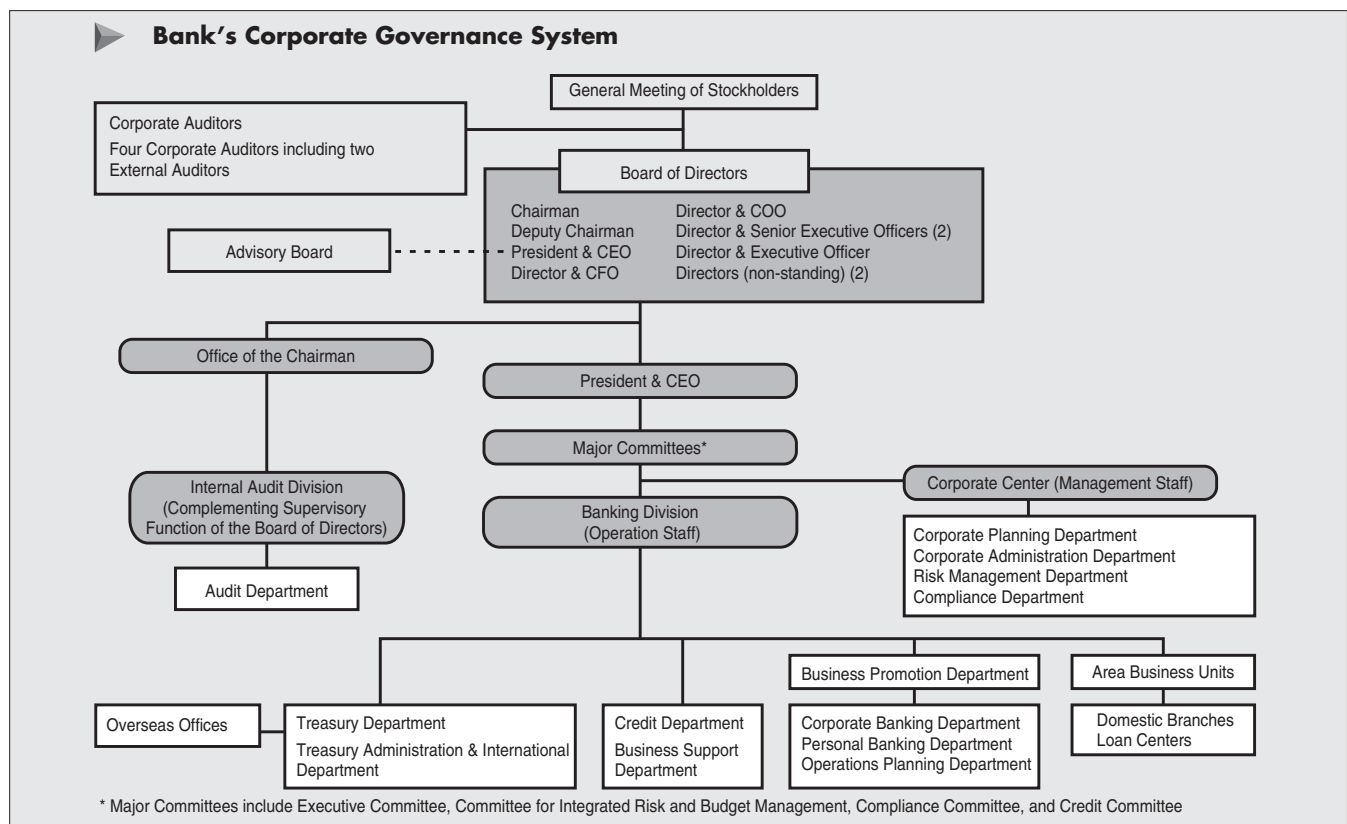 Bank's Corporate Governance System
General Meeting of Stockholders
Corporate Auditors
Four Corporate Auditors including two
External Auditors
Board of Directors
Chairman
Deputy Chairman
President & CEO
Director & CFO
Director & COO
Director & Senior Executive Officers (2)
Director & Executive Officer
Directors (non-standing) (2)
Advisory Board
Office of the Chairman
President & CEO
Major Committees*
Internal Audit Division
(Complementing Supervisory
Function of the Board of Directors)
Banking Division
(Operation Staff)
Corporate Center (Management Staff)
Corporate Planning Department
Corporate Administration Department
Risk Management Department
Compliance Department
Audit Department
Business Promotion Department
Area Business Units
Overseas Offices
Treasury Department
Treasury Administration & International
Department
Credit Department
Business Support
Department
Corporate Banking Department
Personal Banking Department
Operations Planning Department
Domestic Branches
Loan Centers
* Major Committees include Executive Committee, Committee for Integrated Risk and Budget Management, Compliance Committee, and Credit Committee